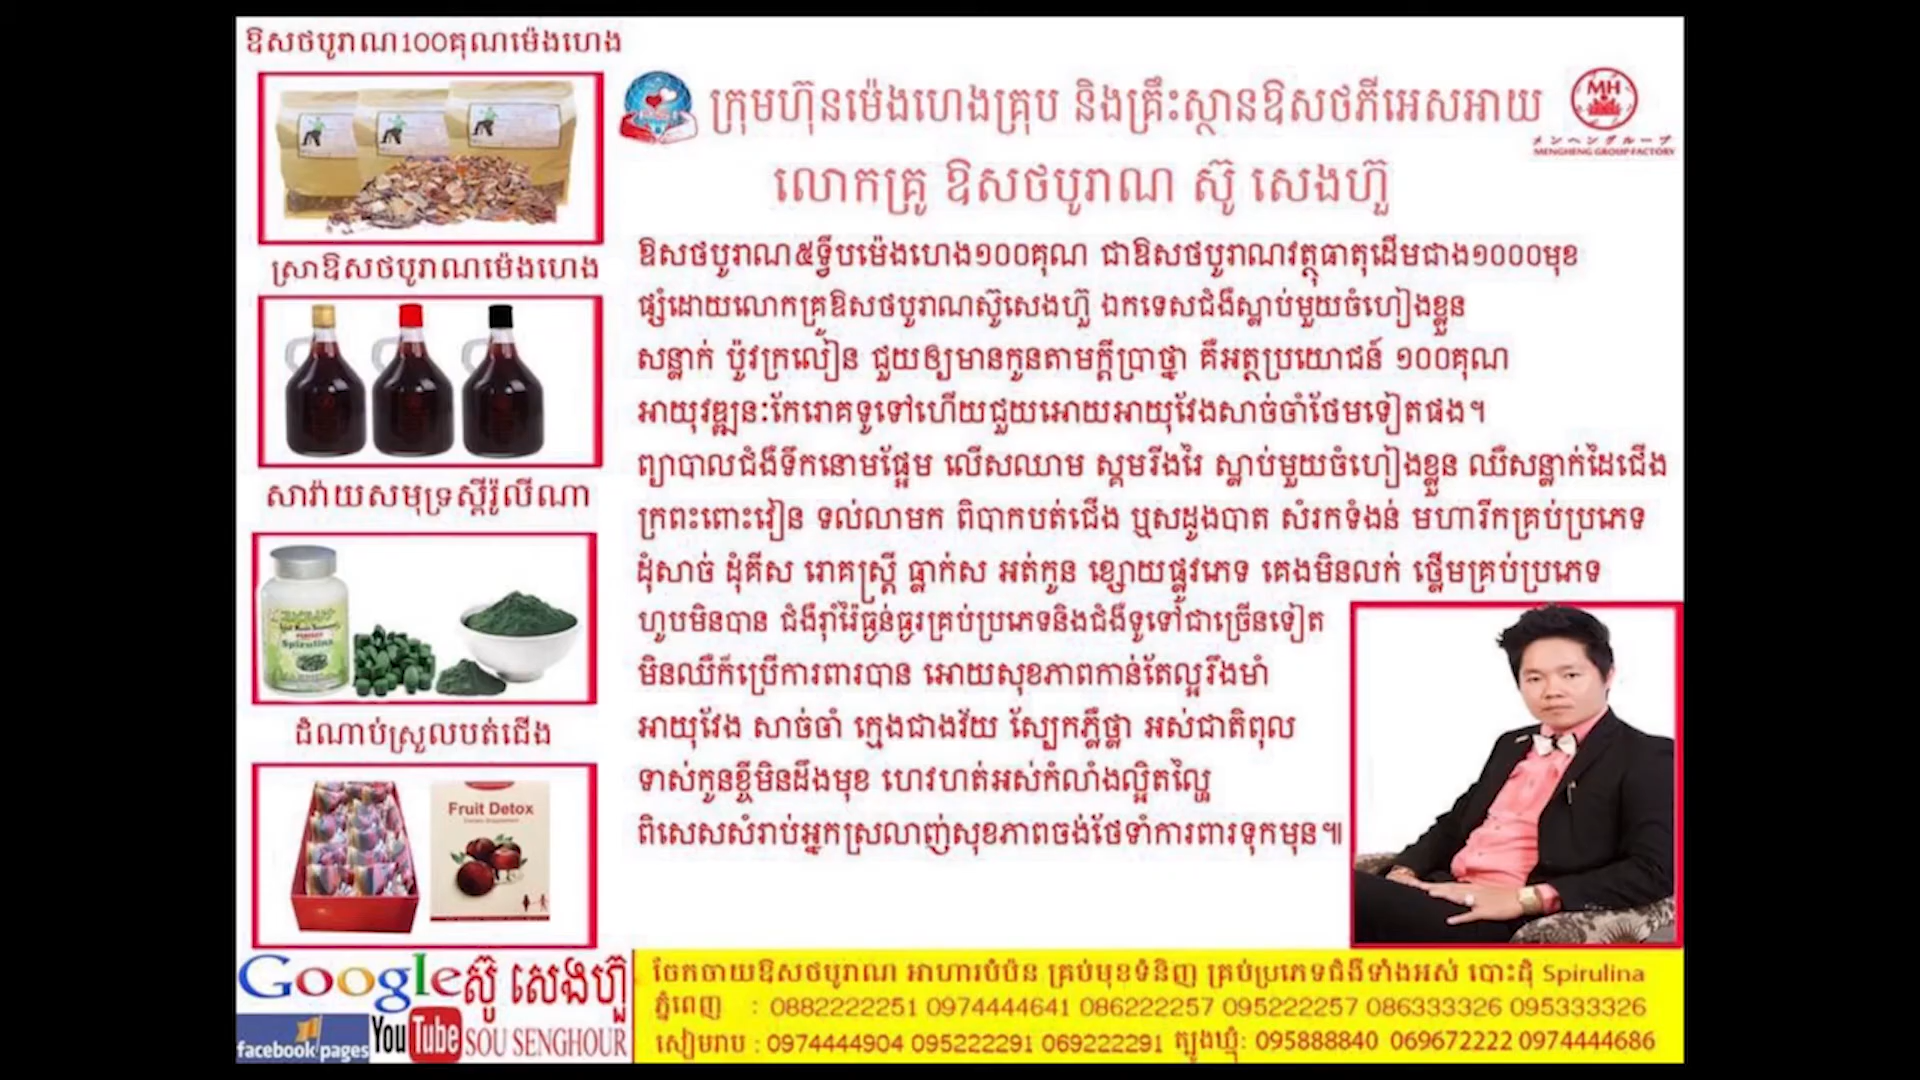 ឱសថបូរាណ100គុណម៉េងហេង
ក្រុមហ៊ុនម៉េងហេងគ្រុប និងគ្រឹះស្ថានឱសថភីអេសអាយ
MH
メンヘングループ
MENGHENG GROUP FACTORY
លោកគ្រូ ឱសថបូរាណ ស៊ូ សេងហ៊ួ
ឱសថបូរាណ៥ទ្វីបម៉េងហេង១០០គុណ ជាឱសថបូរាណវត្ថុធាតុដើមជាង១០០០មុខ
ផ្សំដោយលោកគ្រូឱសថបូរាណស៊ូសេងហ៊ួ ឯកទេសជំងឺស្លាប់មួយចំហៀងខ្លួន
សន្លាក់ ប៉ូវក្រលៀន ជួយឲ្យមានកូនតាមក្តីប្រាថ្នា គឺអត្ថប្រយោជន៍ ១០០គុណ
អាយុវឌ្ឍនៈកែរោគទូទៅហើយជួយអោយអាយុវែងសាច់ចាំថែមទៀតផង។
ព្យាបាលជំងឺទឹកនោមផ្អែម លើសឈាម ស្គមរីងរៃ ស្លាប់មួយចំហៀងខ្លួន ឈឺសន្លាក់ដៃជើង
ក្រពះពោះវៀន ទល់លាមក ពិបាកបត់ជើង ឬសដូងបាត សំរកទំងន់ មហារីកគ្រប់ប្រភេទ
ដុំសាច់ ដុំគីស រោគស្ត្រី ធ្លាក់ស អត់កូន ខ្សោយផ្លូវភេទ គេងមិនលក់ ថ្លើមគ្រប់ប្រភេទ
ហូបមិនបាន ជំងឺរ៉ាំរ៉ៃធ្ងន់ធ្ងរគ្រប់ប្រភេទនិងជំងឺទូទៅជាច្រើនទៀត
មិនឈឺក៏ប្រើការពារបាន អោយសុខភាពកាន់តែល្អរឹងមាំ
អាយុវែង សាច់ចាំ ក្មេងជាងវ័យ ស្បែកភ្លឺថ្លា អស់ជាតិពុល
ទាស់កូនខ្ចីមិនដឹងមុខ ហេវហត់អស់កំលាំងល្អិតល្ហៃ
ពិសេសសំរាប់អ្នកស្រលាញ់សុខភាពចង់ថែទាំការពារទុកមុន៕
ស្រាឱសថបូរាណម៉េងហេង
សារ៉ាយសមុទ្រស្ពីរ៉ូលីណា
Spirulina
ដំណាប់ស្រួលបត់ជើង
Fruit Detox
Google ស៊ូ សេងហ៊ួ
facebook pages YouTube SOU SENGHOUR
ចែកចាយឱសថបូរាណ អាហារបំប៉ន គ្រប់មុខទំនិញ គ្រប់ប្រភេទជំងឺទាំងអស់ បោះដុំ Spirulina
ភ្នំពេញ : 0882222251 0974444641 086222257 095222257 086333326 095333326
សៀមរាប : 0974444904 095222291 069222291 ត្បូងឃ្មុំ: 095888840 069672222 0974444686